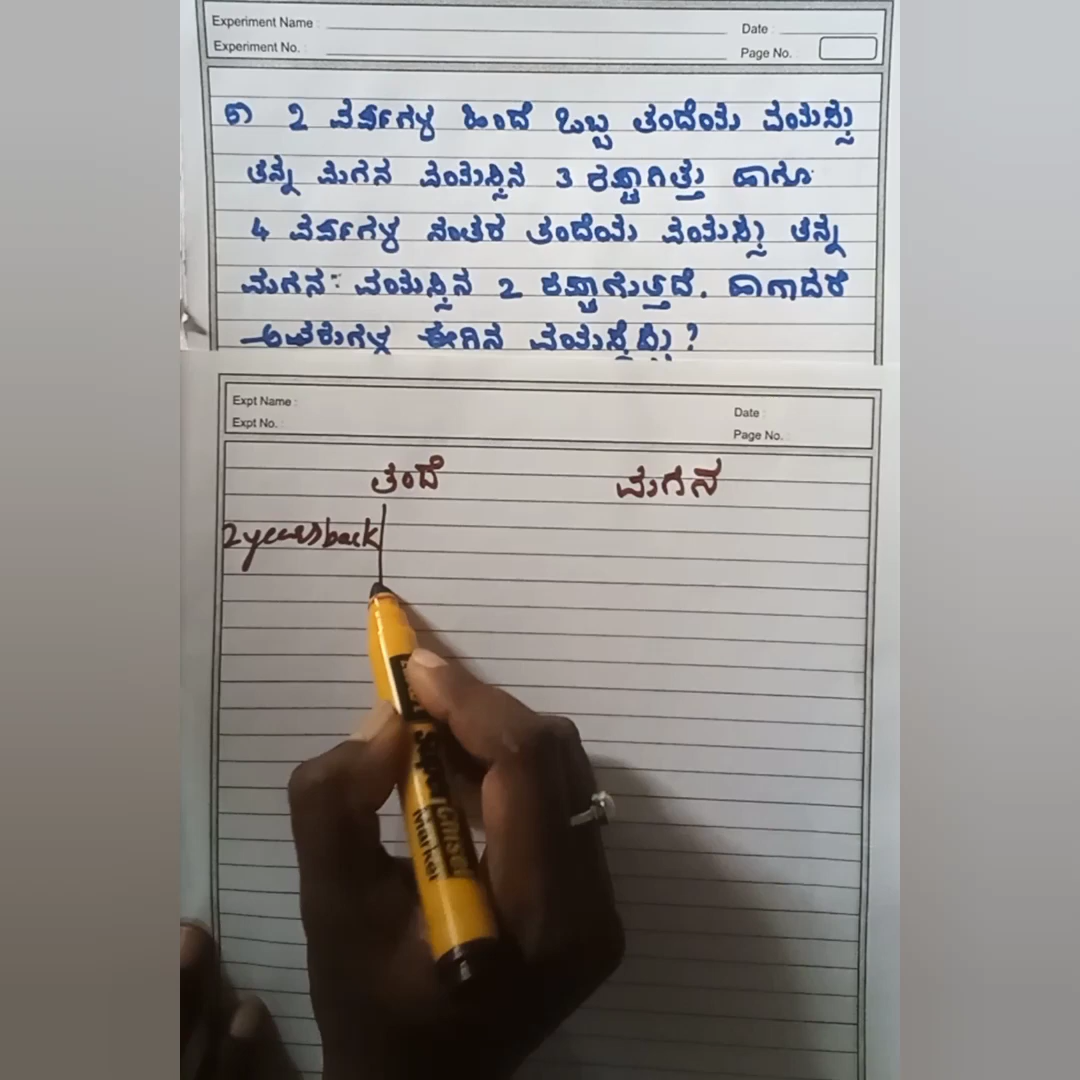 Experiment Name :
Date :
Experiment No. :
Page No.
೨ ವರ್ಷಗಳ ಹಿಂದೆ ಒಬ್ಬ ತಂದೆಯ ವಯಸ್ಸು
ತನ್ನ ಮಗನ ವಯಸ್ಸಿನ 3 ರಷ್ಟಾಗಿತ್ತು ಹಾಗೂ
4 ವರ್ಷಗಳ ನಂತರ ತಂದೆಯ ವಯಸ್ಸು ತನ್ನ
ಮಗನ ವಯಸ್ಸಿನ 2 ರಷ್ಟಾಗುತ್ತದೆ. ಹಾಗಾದರೆ
ಅವರುಗಳ ಈಗಿನ ವಯಸ್ಸೆಷ್ಟು ?
Expt Name :
Date :
Expt No. :
Page No. :
ತಂದೆ ಮಗನ
2 years back
Super Chisel
Marker